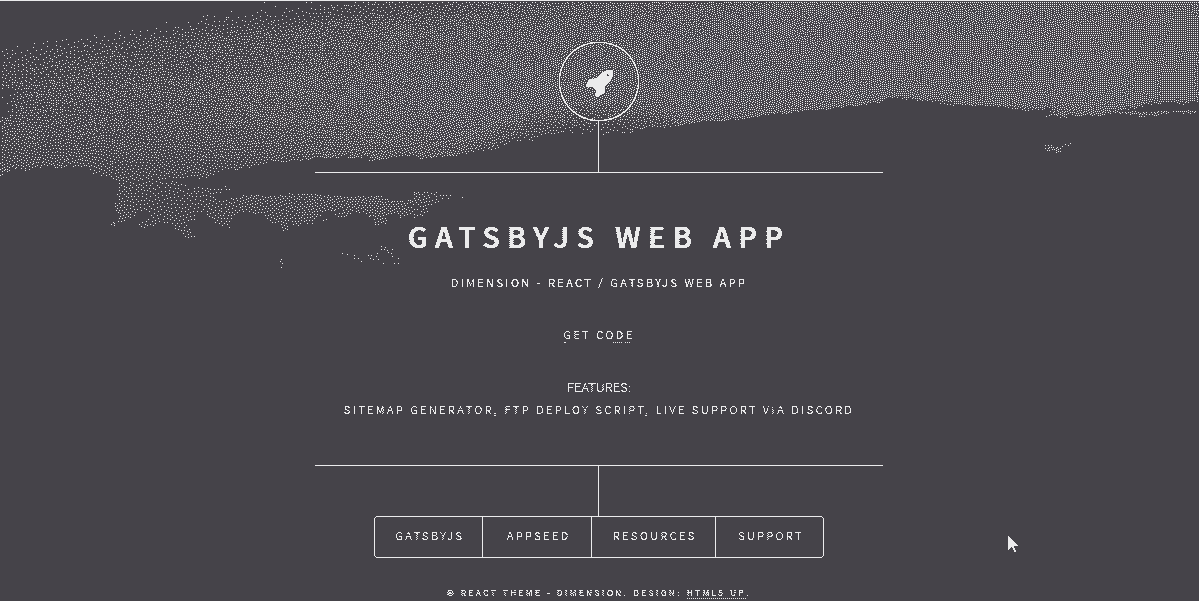 GATSBYJS WEB APP
DIMENSION - REACT / GATSBYJS WEB APP
GET CODE
FEATURES:
SITEMAP GENERATOR, FTP DEPLOY SCRIPT, LIVE SUPPORT VIA DISCORD
GATSBYJS APPSEED RESOURCES SUPPORT
© REACT THEME - DIMENSION. DESIGN: HTML5 UP.